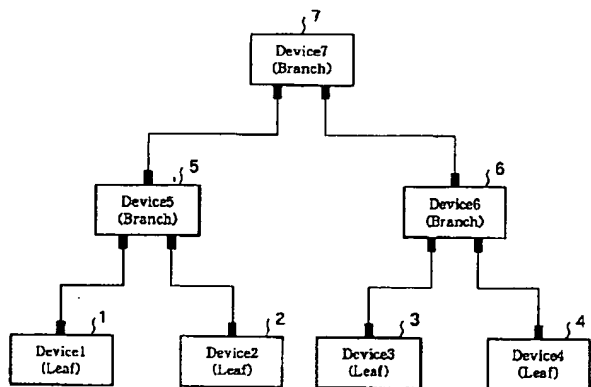 7
Device7
(Branch)
5
Device5
(Branch)
6
Device6
(Branch)
1
Device1
(Leaf)
2
Device2
(Leaf)
3
Device3
(Leaf)
4
Device4
(Leaf)